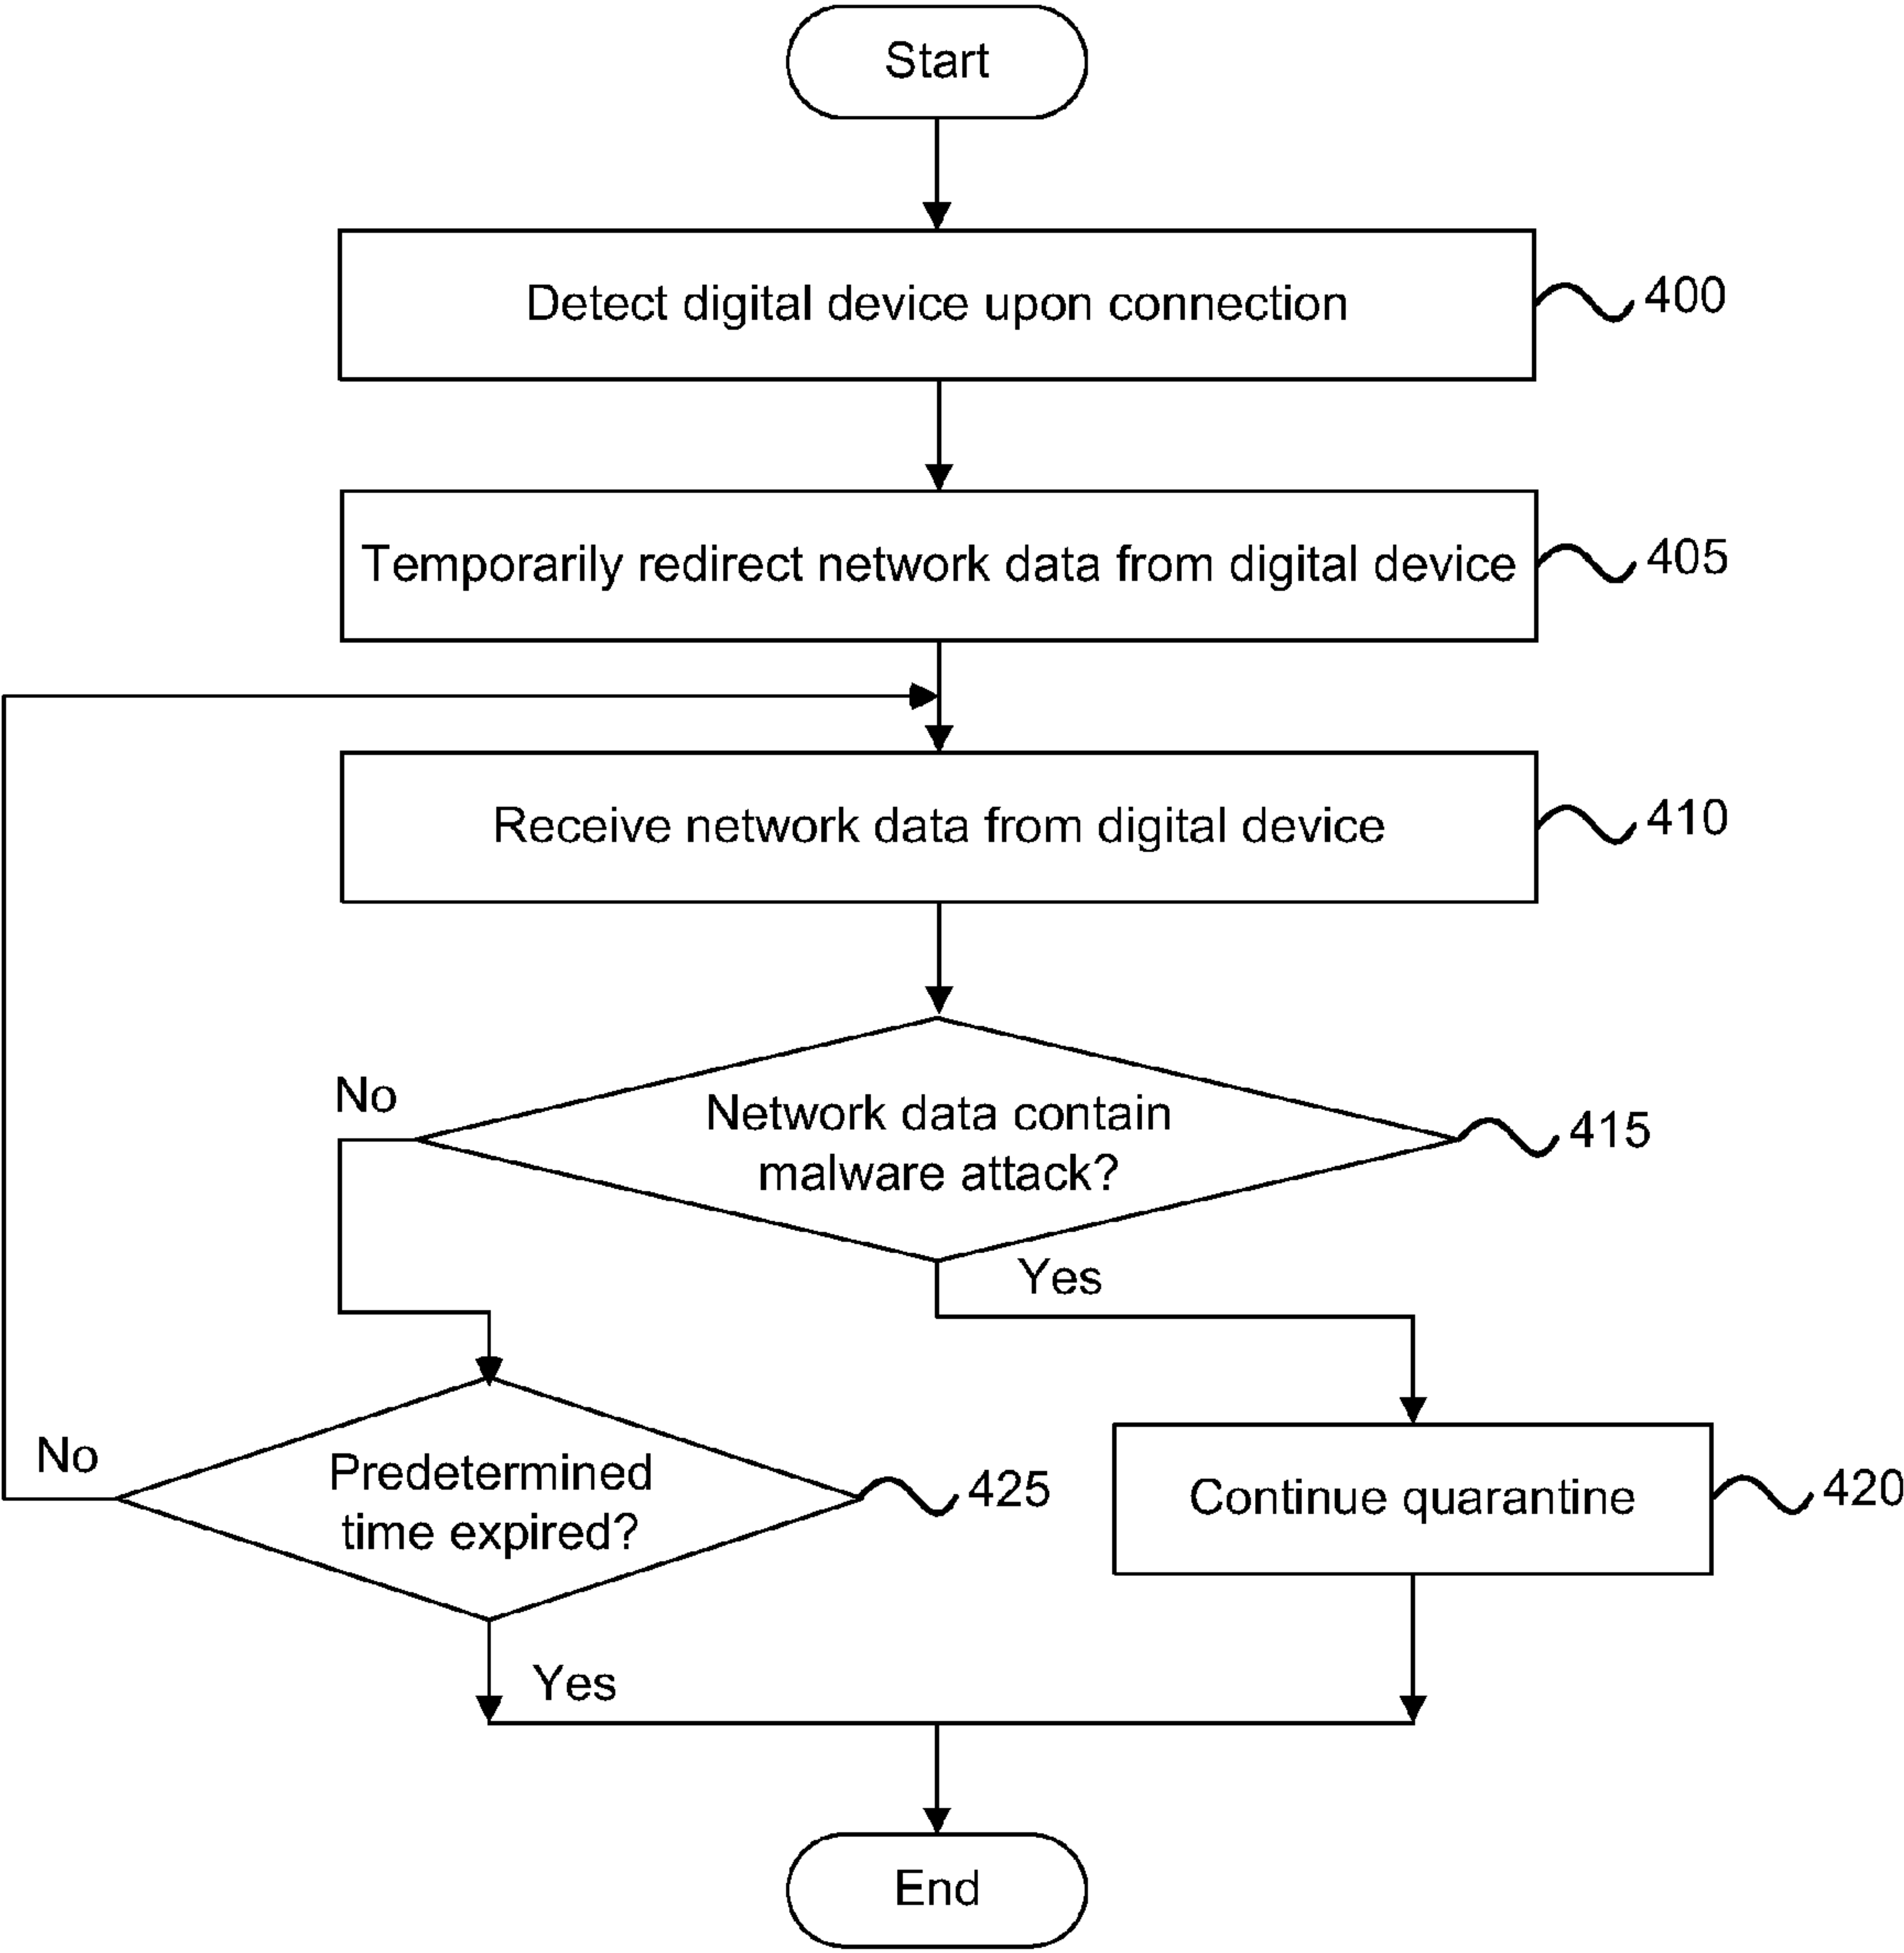 Start
Detect digital device upon connection
400
Temporarily redirect network data from digital device
405
Receive network data from digital device
410
No
Network data contain
malware attack?
415
Yes
No
Predetermined
time expired?
425
Continue quarantine
420
Yes
End